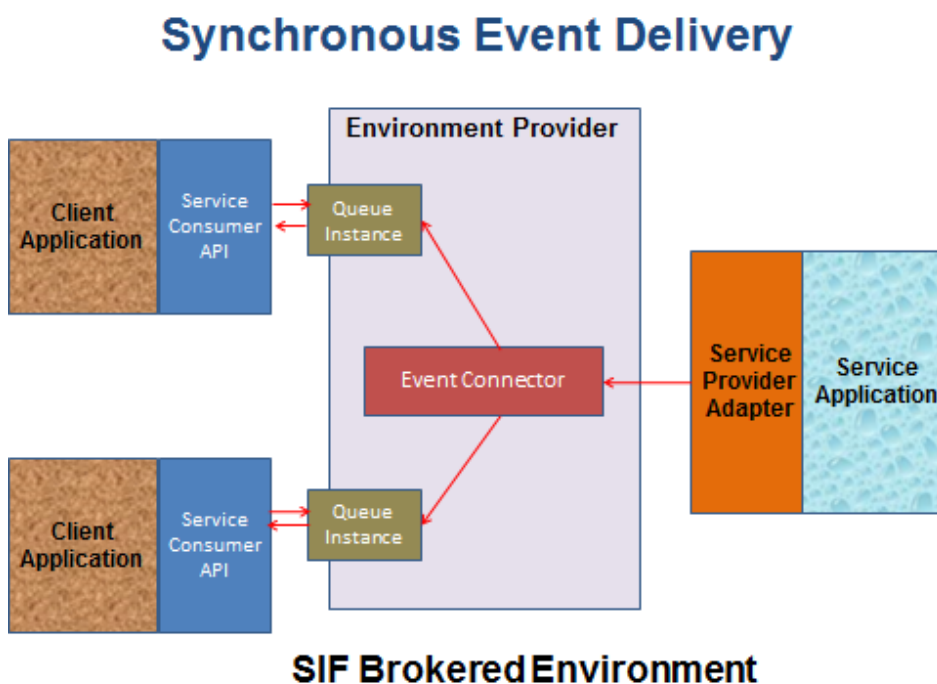 Synchronous Event Delivery
Environment Provider
Client
Application
Service
Consumer
API
Queue
Instance
Event Connector
Service
Provider
Adapter
Service
Application
Client
Application
Service
Consumer
API
Queue
Instance
SIF Brokered Environment